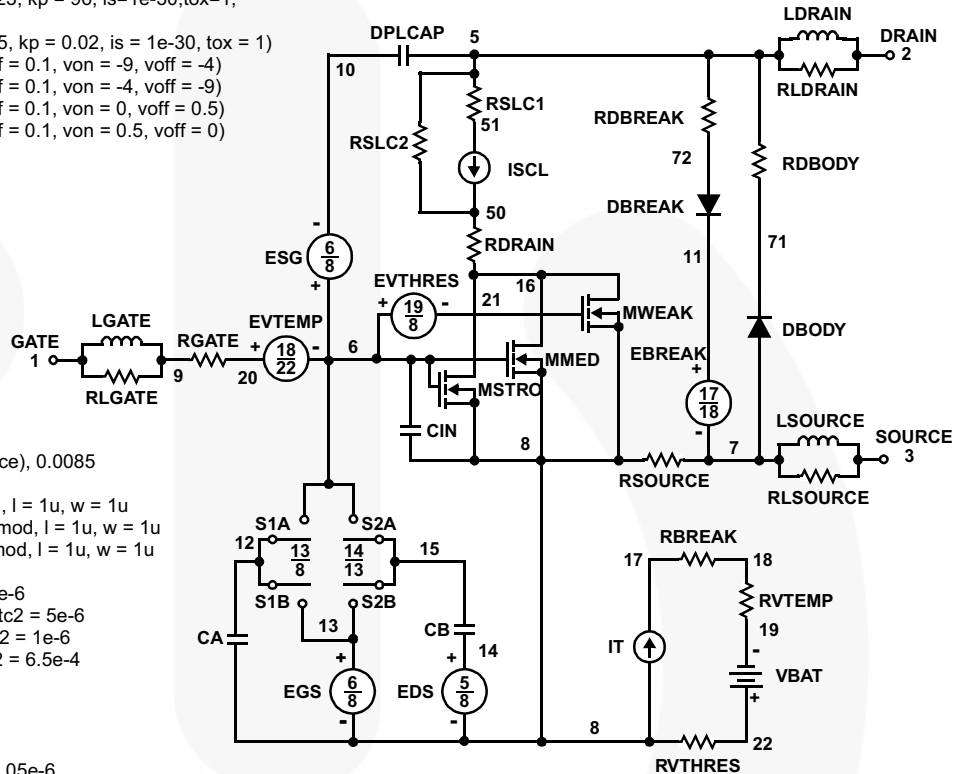 25, kp = 90, is=1e-30,tox=1,
5, kp = 0.02, is = 1e-30, tox = 1)
f = 0.1, von = -9, voff = -4)
f = 0.1, von = -4, voff = -9)
f = 0.1, von = 0, voff = 0.5)
f = 0.1, von = 0.5, voff = 0)
DPLCAP
5
10
LDRAIN
DRAIN
2
RLDRAIN
RSLC1
51
RSLC2
ISCL
50
RDRAIN
RDBREAK
72
DBREAK
11
RDBODY
71
DBODY
-
ESG
6
8
+
EVTHRES
+
19
8
-
21
16
MWEAK
MMED
MSTRO
EBREAK
+
17
18
-
GATE
1
LGATE
RLGATE
9
RGATE
20
EVTEMP
+
18
22
-
6
CIN
8
RSOURCE
7
LSOURCE
SOURCE
3
RLSOURCE
ce), 0.0085
, l = 1u, w = 1u
mod, l = 1u, w = 1u
mod, l = 1u, w = 1u
e-6
tc2 = 5e-6
2 = 1e-6
2 = 6.5e-4
.05e-6
S1A
S2A
12
13
8
14
13
15
S1B
S2B
13
CA
CB
14
+
EGS
6
8
-
+
EDS
5
8
-
8
17
RBREAK
18
RVTEMP
19
IT
-
VBAT
+
22
RVTHRES